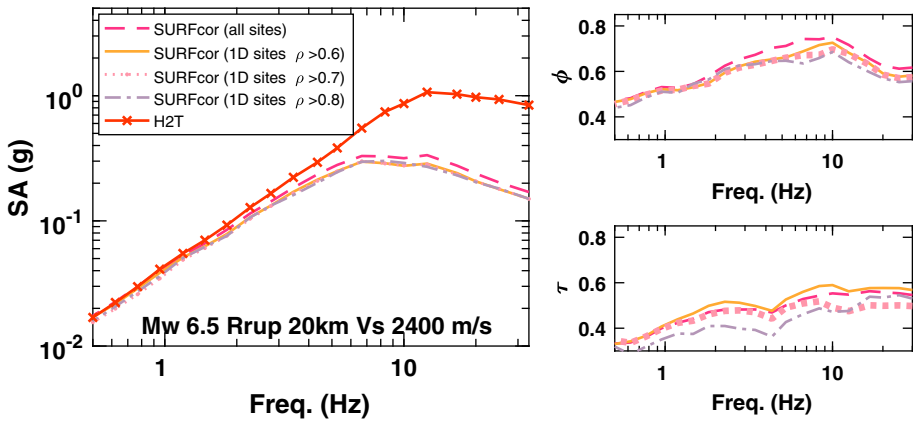 SURFcor (all sites)
SURFcor (1D sites ρ >0.6)
SURFcor (1D sites ρ >0.7)
SURFcor (1D sites ρ >0.8)
H2T
10⁰
10⁻¹
10⁻²
SA (g)
Mw 6.5 Rrup 20km Vs 2400 m/s
1
10
Freq. (Hz)
0.8
0.6
0.4
ϕ
1
10
Freq. (Hz)
0.8
0.6
0.4
τ
1
10
Freq. (Hz)